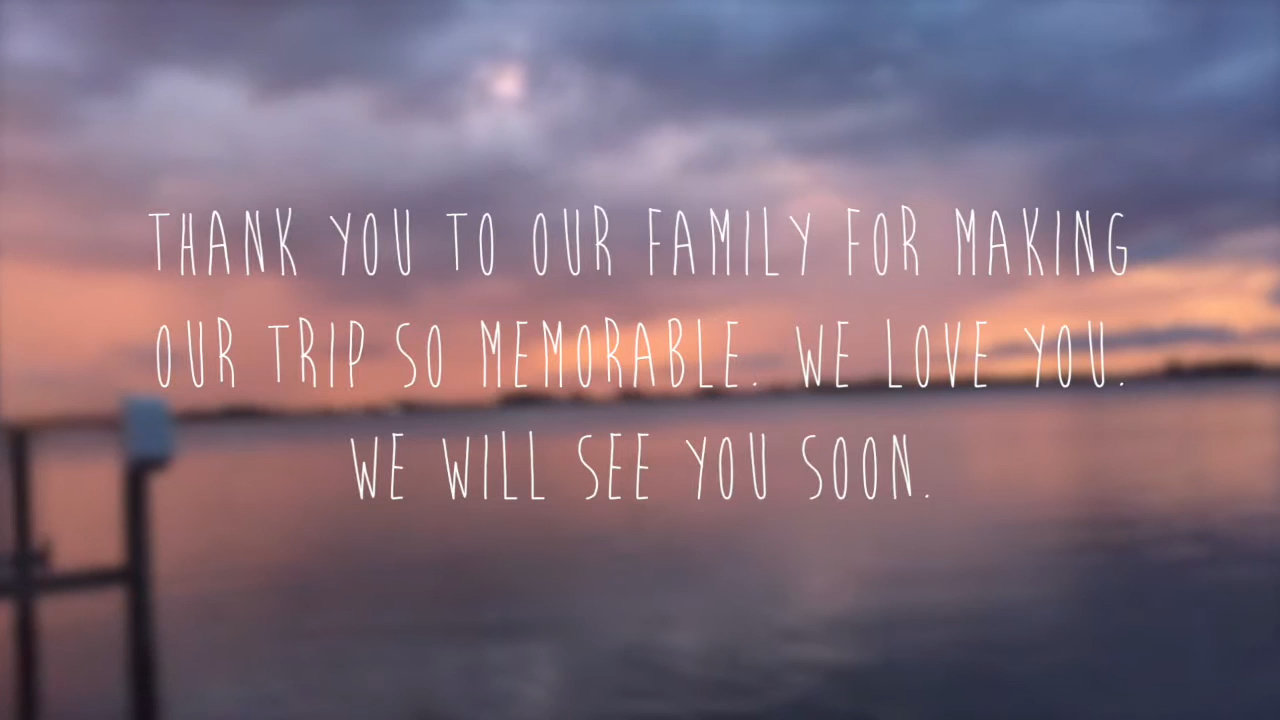 THANK YOU TO OUR FAMILY FOR MAKING
OUR TRIP SO MEMORABLE. WE LOVE YOU.
WE WILL SEE YOU SOON.